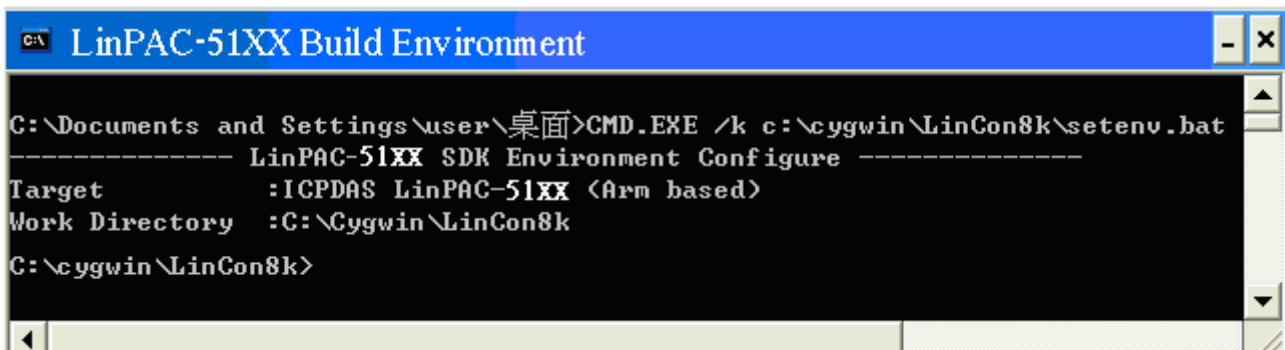 LinPAC-51XX Build Environment
C:\Documents and Settings\user\桌面>CMD.EXE /k c:\cygwin\LinCon8k\setenv.bat
-------------- LinPAC-51XX SDK Environment Configure --------------
Target          :ICPDAS LinPAC-51XX (Arm based)
Work Directory  :C:\Cygwin\LinCon8k
C:\cygwin\LinCon8k>